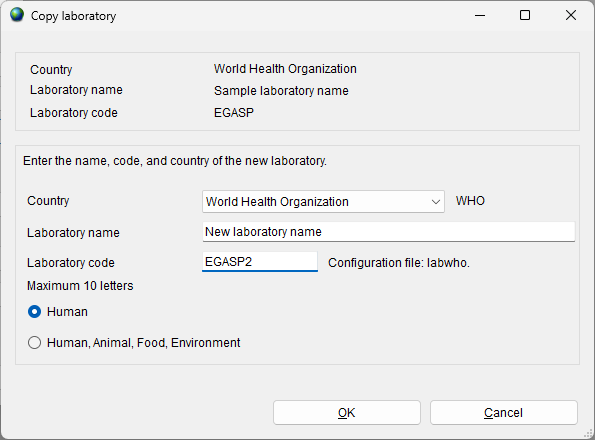 Copy laboratory
Country World Health Organization
Laboratory name Sample laboratory name
Laboratory code EGASP
Enter the name, code, and country of the new laboratory.
Country World Health Organization WHO
Laboratory name New laboratory name
Laboratory code EGASP2 Configuration file: labwho.
Maximum 10 letters
Human
Human, Animal, Food, Environment
OK Cancel